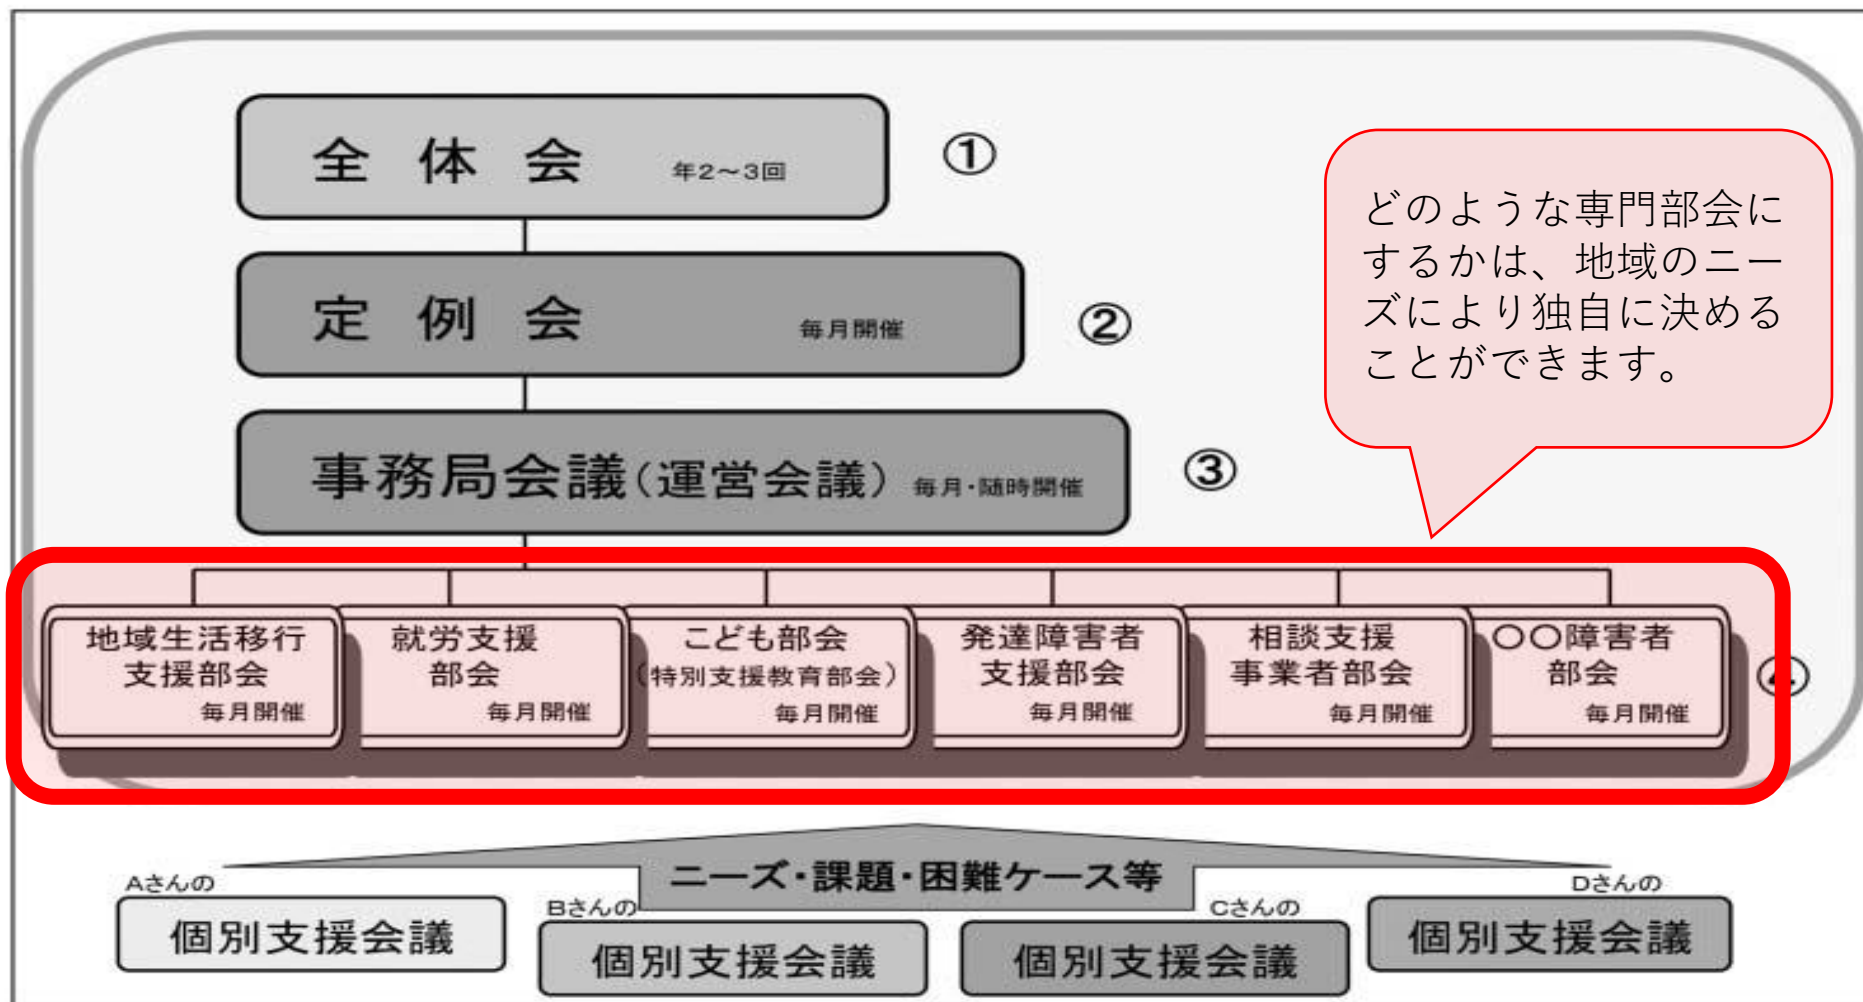 全体会 年2～3回 ①
定例会 毎月開催 ②
事務局会議（運営会議） 毎月・随時開催 ③
どのような専門部会に
するかは、地域のニー
ズにより独自に決める
ことができます。
地域生活移行
支援部会
毎月開催
就労支援
部会
毎月開催
こども部会
（特別支援教育部会）
毎月開催
発達障害者
支援部会
毎月開催
相談支援
事業者部会
毎月開催
〇〇障害者
部会
毎月開催
④
ニーズ・課題・困難ケース等
Aさんの
個別支援会議
Bさんの
個別支援会議
Cさんの
個別支援会議
Dさんの
個別支援会議